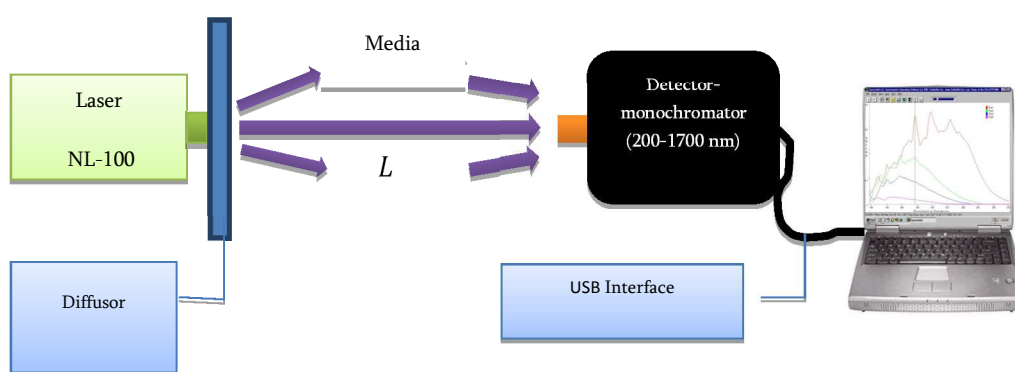 Media
Laser
NL-100
L
Detector-
monochromator
(200-1700 nm)
Diffusor
USB Interface